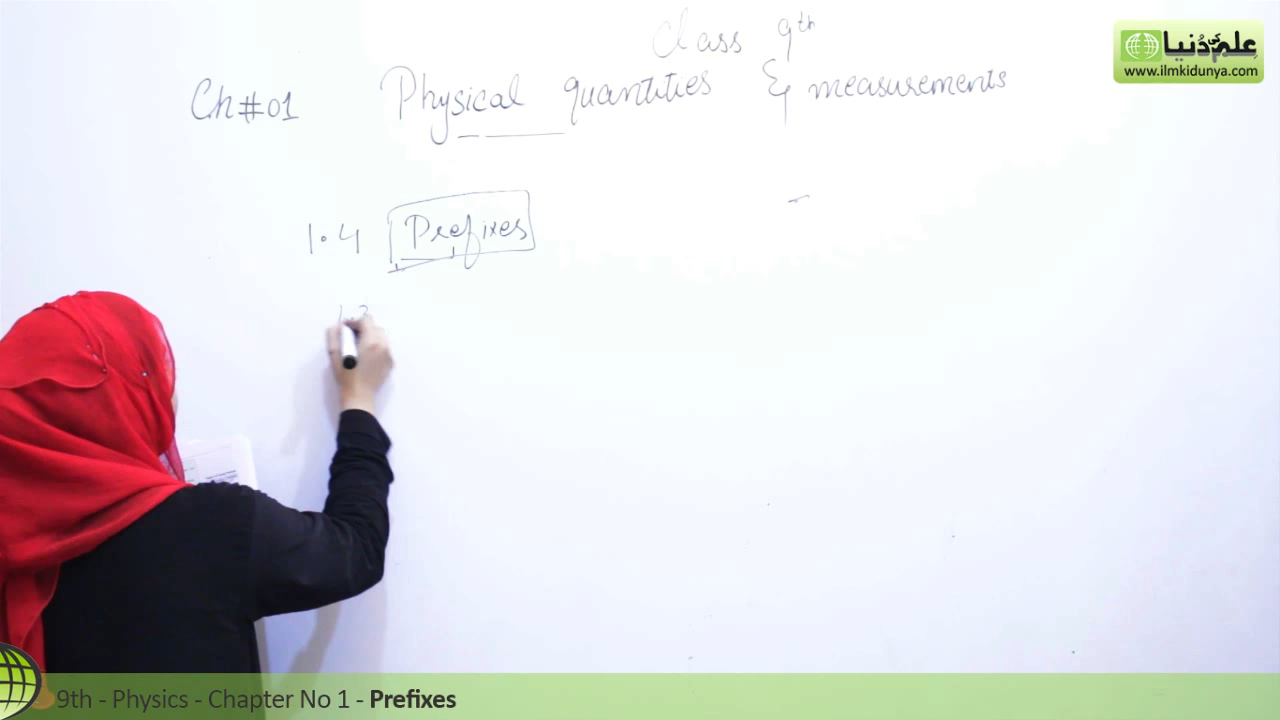 Class 9th
علم کی دنیا
www.ilmkidunya.com
Ch#01 Physical quantities & measurements
1.4 Prefixes
9th - Physics - Chapter No 1 - Prefixes